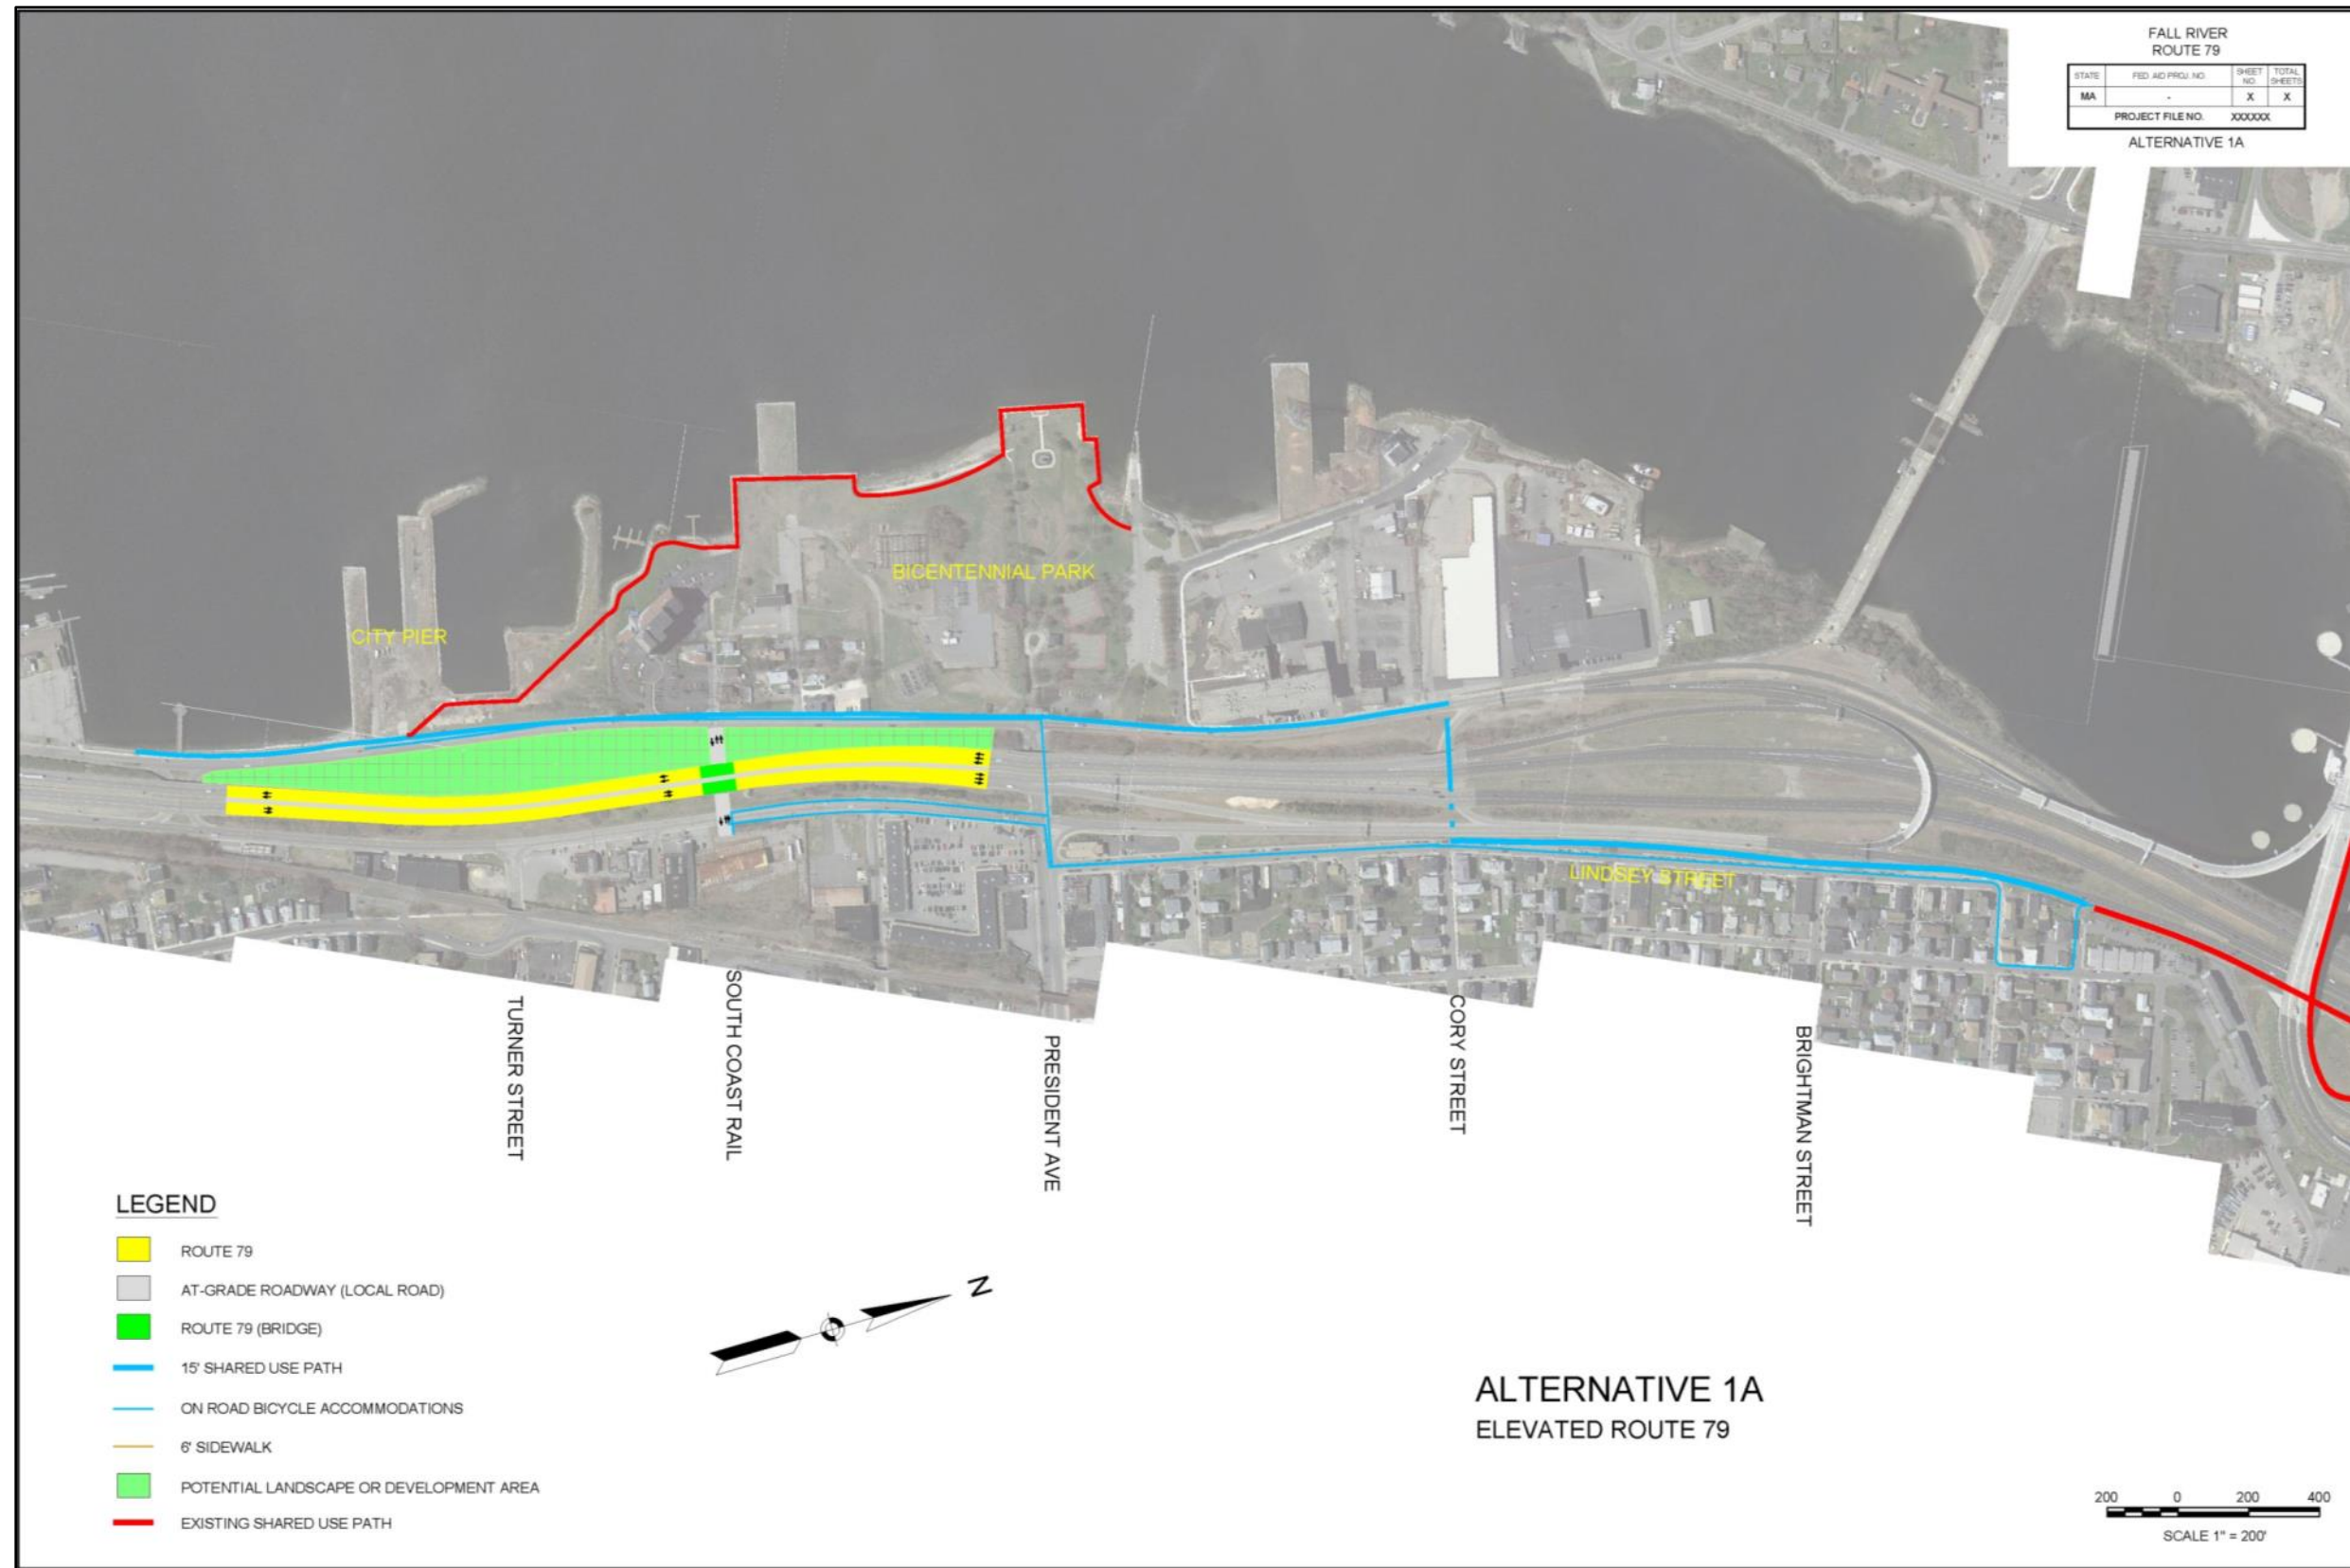 FALL RIVER
ROUTE 79
STATE FED. AID PROJ. NO. SHEET NO. TOTAL SHEETS
MA - X X
PROJECT FILE NO. XXXXXX
ALTERNATIVE 1A
BICENTENNIAL PARK
CITY PIER
LINDSEY STREET
TURNER STREET
SOUTH COAST RAIL
PRESIDENT AVE
CORY STREET
BRIGHTMAN STREET
LEGEND
ROUTE 79
AT-GRADE ROADWAY (LOCAL ROAD)
ROUTE 79 (BRIDGE)
15' SHARED USE PATH
ON ROAD BICYCLE ACCOMMODATIONS
6' SIDEWALK
POTENTIAL LANDSCAPE OR DEVELOPMENT AREA
EXISTING SHARED USE PATH
N
ALTERNATIVE 1A
ELEVATED ROUTE 79
200 0 200 400
SCALE 1" = 200'